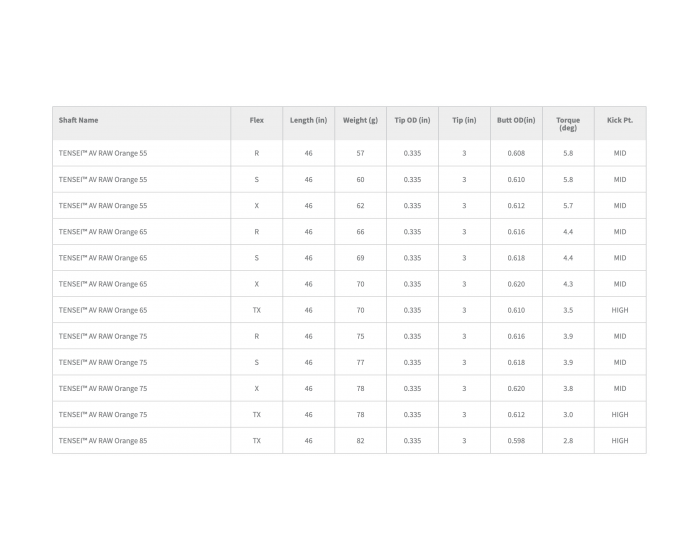 Shaft Name Flex Length (in) Weight (g) Tip OD (in) Tip (in) Butt OD(in) Torque (deg) Kick Pt.
TENSEI™ AV RAW Orange 55 R 46 57 0.335 3 0.608 5.8 MID
TENSEI™ AV RAW Orange 55 S 46 60 0.335 3 0.610 5.8 MID
TENSEI™ AV RAW Orange 55 X 46 62 0.335 3 0.612 5.7 MID
TENSEI™ AV RAW Orange 65 R 46 66 0.335 3 0.616 4.4 MID
TENSEI™ AV RAW Orange 65 S 46 69 0.335 3 0.618 4.4 MID
TENSEI™ AV RAW Orange 65 X 46 70 0.335 3 0.620 4.3 MID
TENSEI™ AV RAW Orange 65 TX 46 70 0.335 3 0.610 3.5 HIGH
TENSEI™ AV RAW Orange 75 R 46 75 0.335 3 0.616 3.9 MID
TENSEI™ AV RAW Orange 75 S 46 77 0.335 3 0.618 3.9 MID
TENSEI™ AV RAW Orange 75 X 46 78 0.335 3 0.620 3.8 MID
TENSEI™ AV RAW Orange 75 TX 46 78 0.335 3 0.612 3.0 HIGH
TENSEI™ AV RAW Orange 85 TX 46 82 0.335 3 0.598 2.8 HIGH